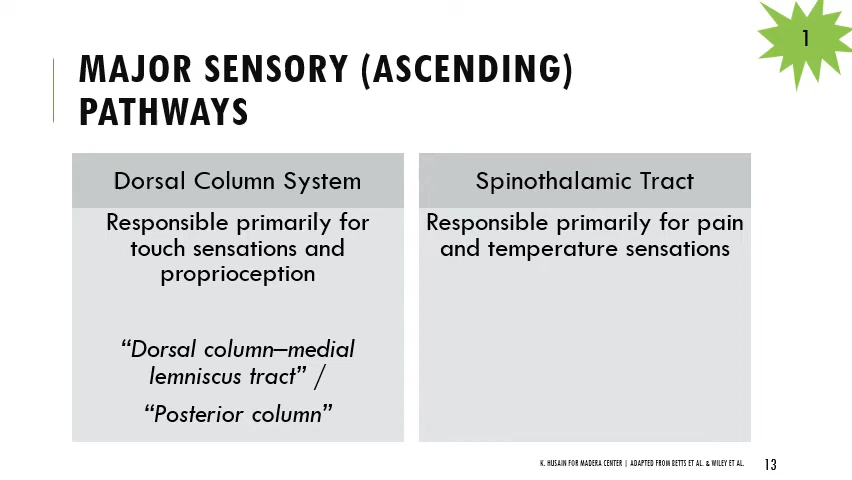 1
MAJOR SENSORY (ASCENDING)
PATHWAYS
Dorsal Column System
Responsible primarily for
touch sensations and
proprioception
“Dorsal column–medial
lemniscus tract” /
“Posterior column”
Spinothalamic Tract
Responsible primarily for pain
and temperature sensations
K. HUSAIN FOR MADERA CENTER | ADAPTED FROM BETTS ET AL. & WILEY ET AL.
13